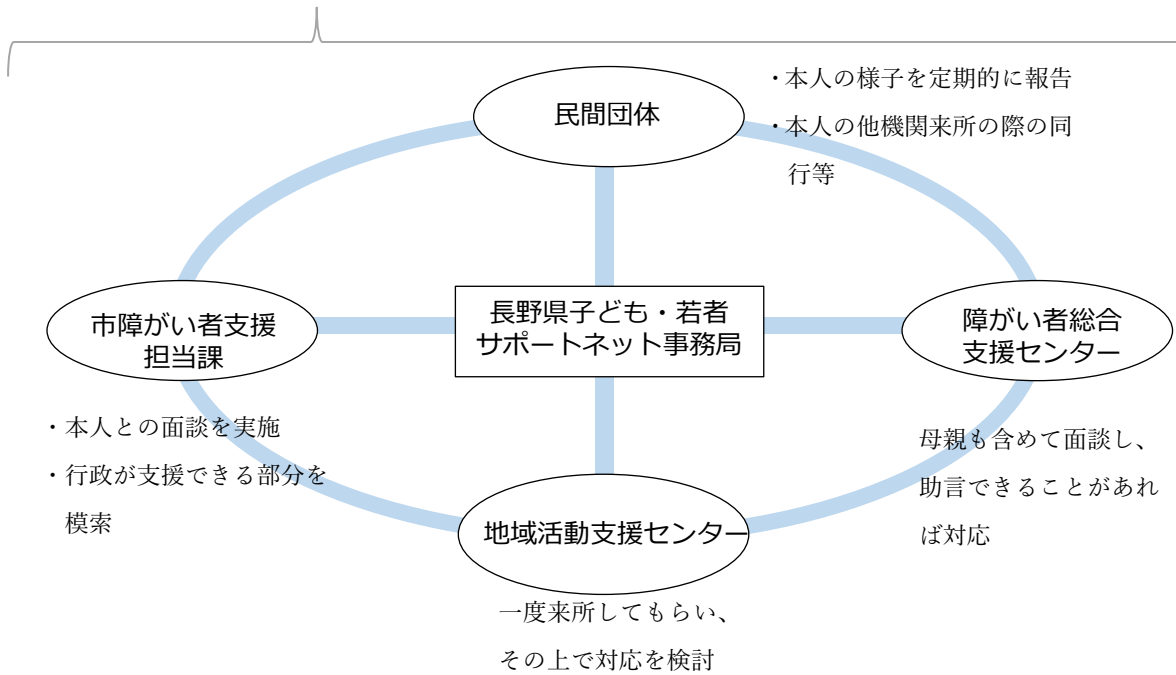 民間団体
・本人の様子を定期的に報告
・本人の他機関来所の際の同
行等
市障がい者支援
担当課
長野県子ども・若者
サポートネット事務局
障がい者総合
支援センター
・本人との面談を実施
・行政が支援できる部分を
模索
母親も含めて面談し、
助言できることがあれ
ば対応
地域活動支援センター
一度来所してもらい、
その上で対応を検討